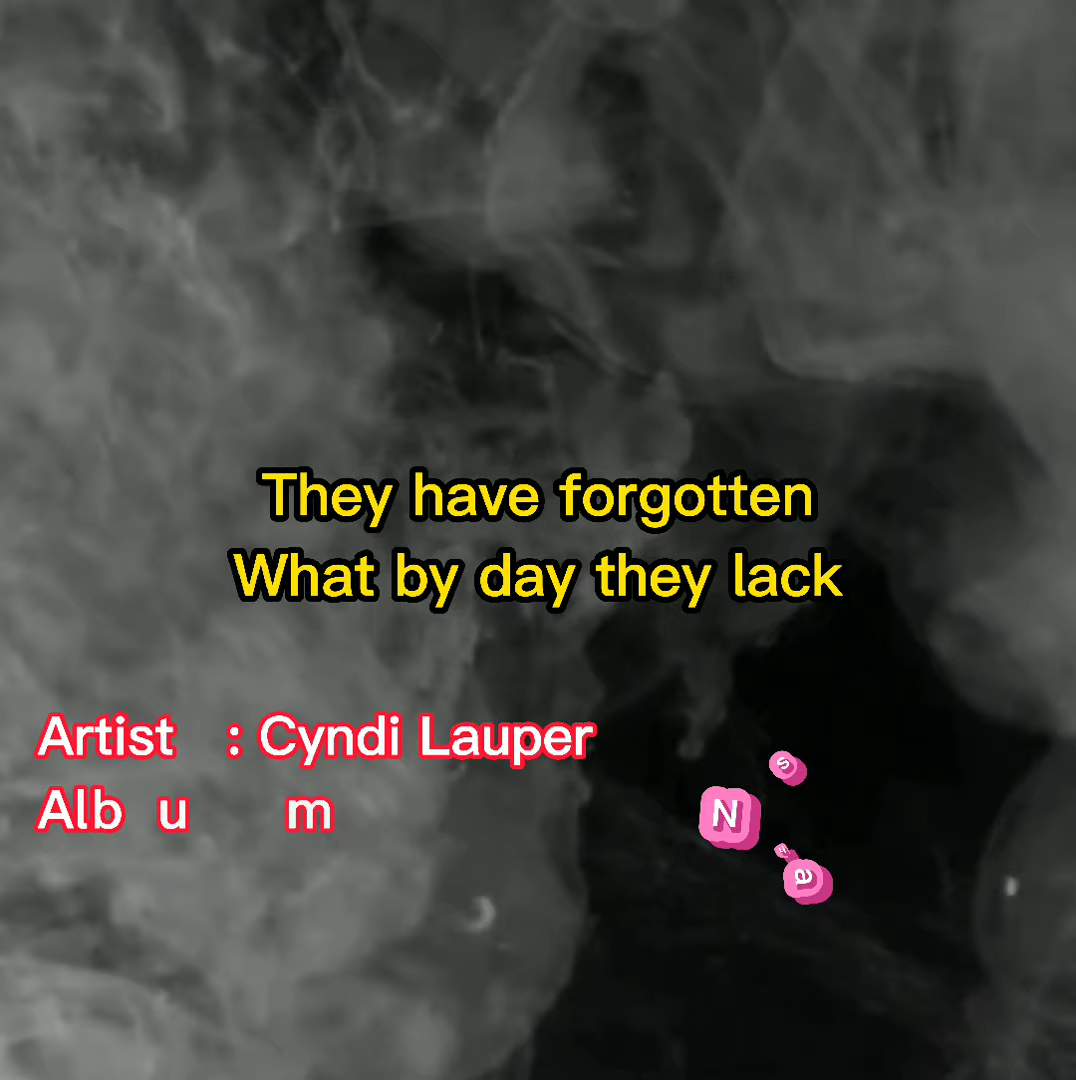 They have forgotten
What by day they lack
Artist : Cyndi Lauper
Alb u m
s
N
a